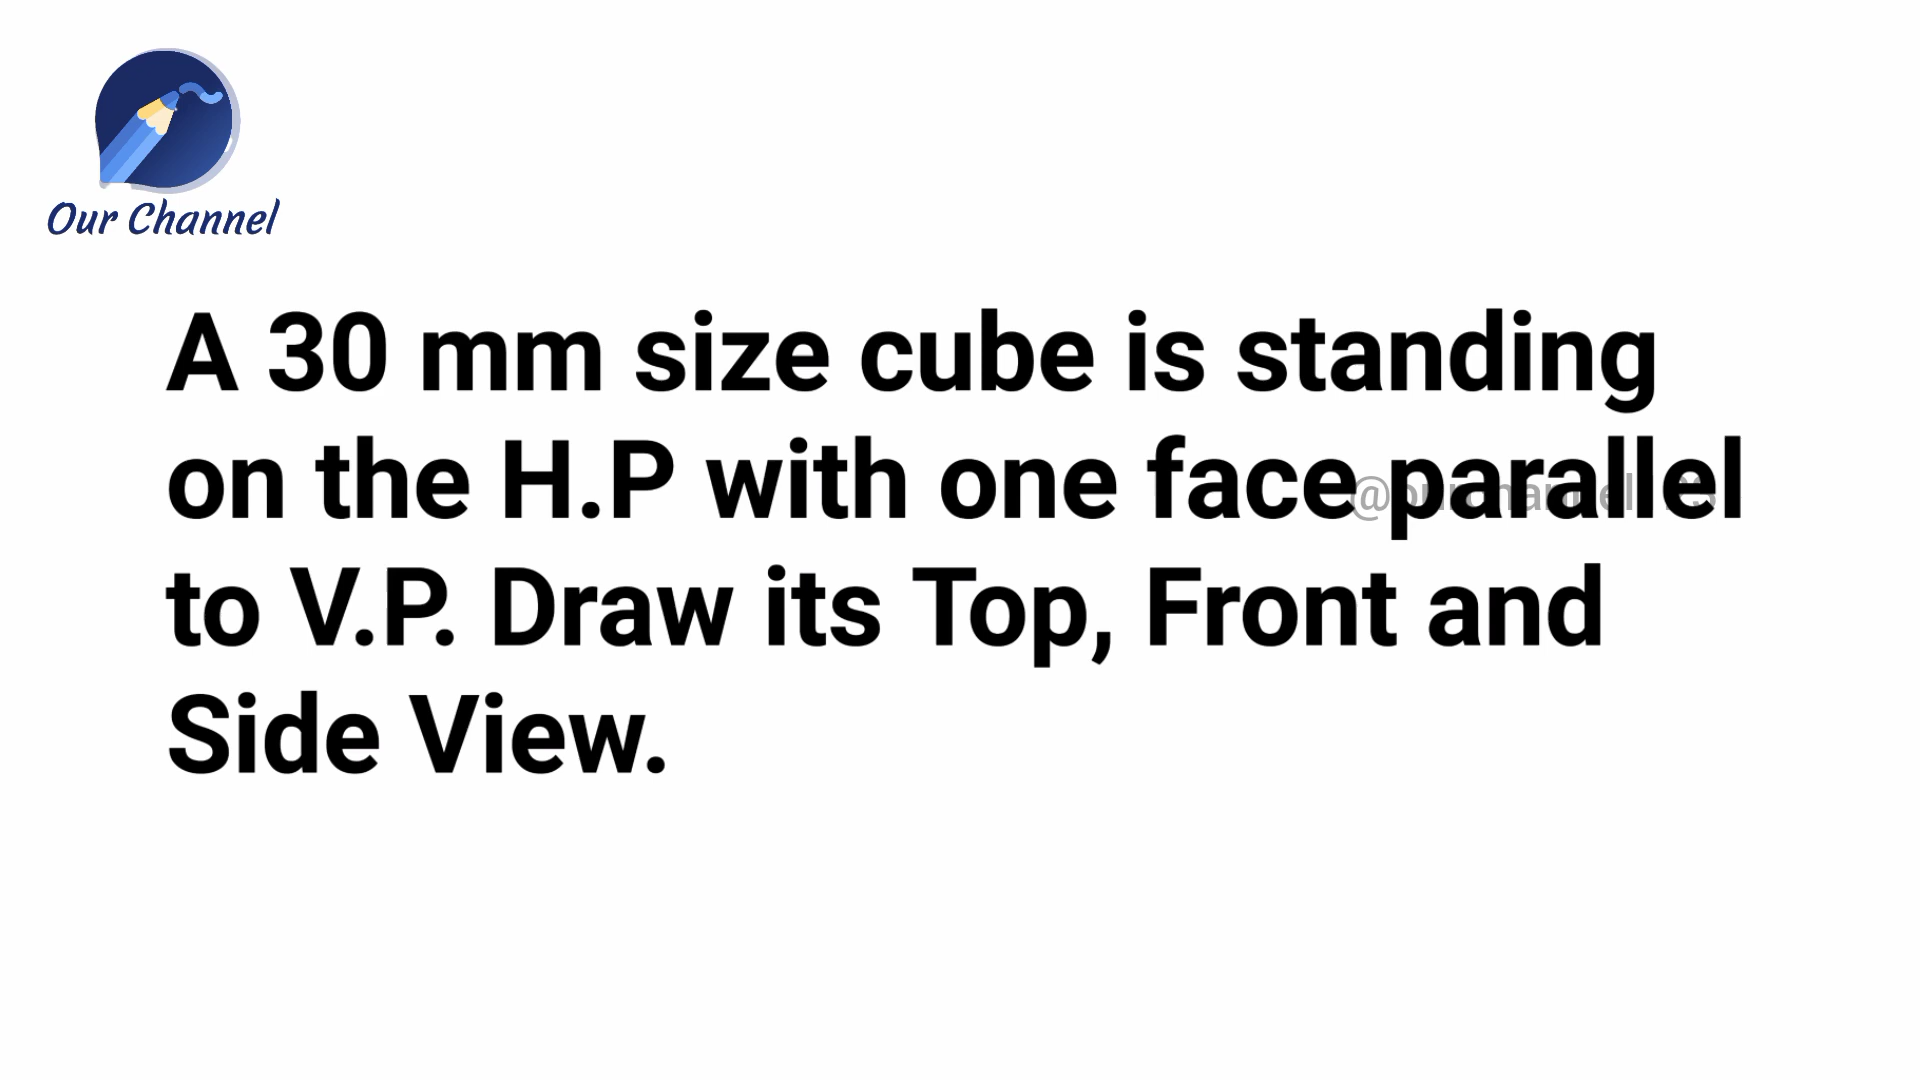 Our Channel
A 30 mm size cube is standing
on the H.P with one face parallel
to V.P. Draw its Top, Front and
Side View.